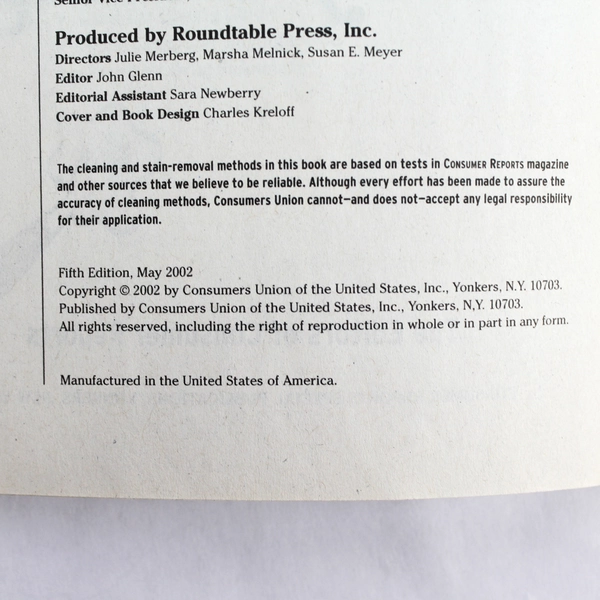 Senior Vice
Produced by Roundtable Press, Inc.
Directors Julie Merberg, Marsha Melnick, Susan E. Meyer
Editor John Glenn
Editorial Assistant Sara Newberry
Cover and Book Design Charles Kreloff
The cleaning and stain-removal methods in this book are based on tests in CONSUMER REPORTS magazine
and other sources that we believe to be reliable. Although every effort has been made to assure the
accuracy of cleaning methods, Consumers Union cannot—and does not—accept any legal responsibility
for their application.
Fifth Edition, May 2002
Copyright © 2002 by Consumers Union of the United States, Inc., Yonkers, N.Y. 10703.
Published by Consumers Union of the United States, Inc., Yonkers, N,Y. 10703.
All rights reserved, including the right of reproduction in whole or in part in any form.
Manufactured in the United States of America.